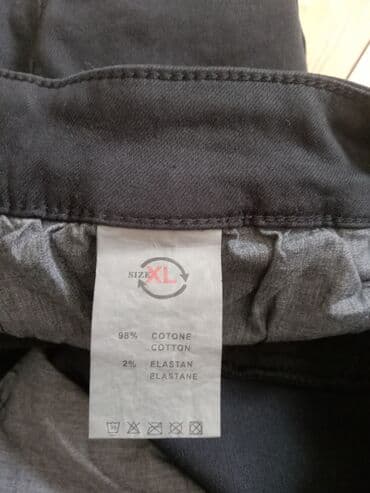 SIZE XL
98% COTONE
COTTON
2% ELASTAN
ELASTANE